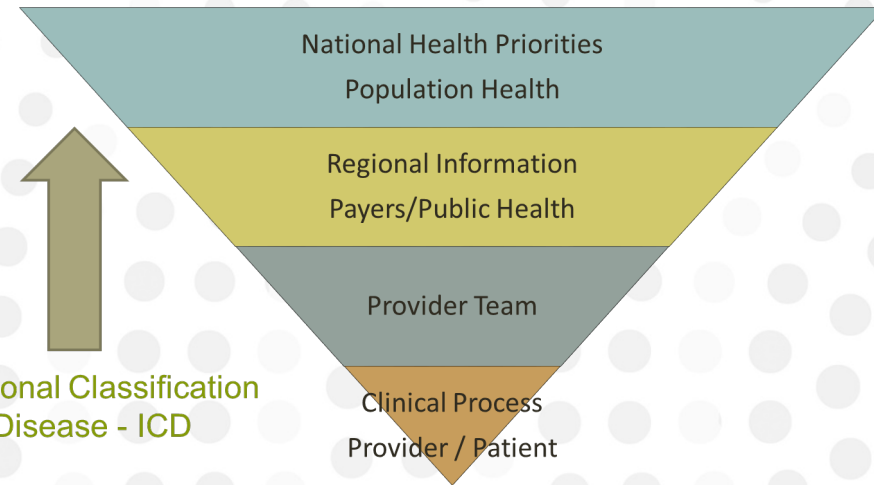 National Health Priorities
Population Health
Regional Information
Payers/Public Health
Provider Team
Clinical Process
Provider / Patient
onal Classification
Disease - ICD